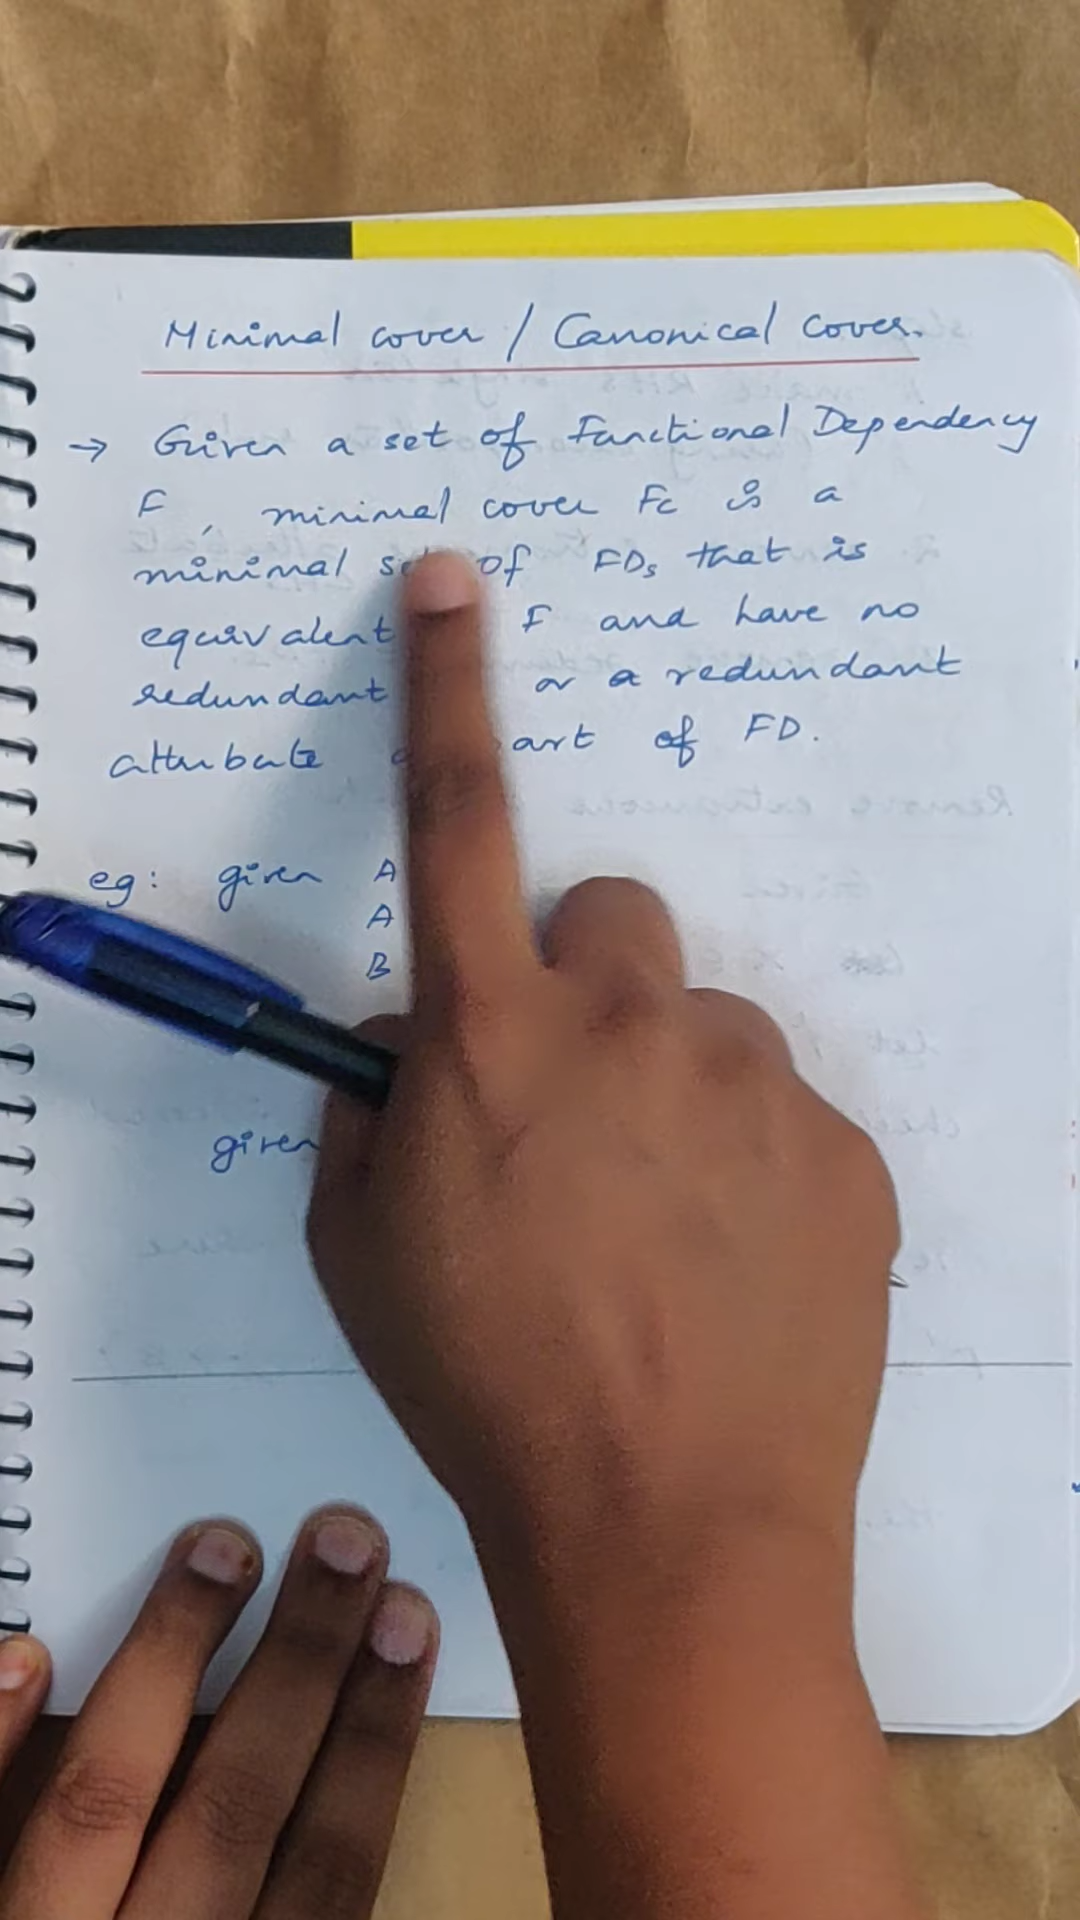 Minimal cover / Canonical cover.
→ Given a set of Functional Dependency
F, minimal cover Fc is a
minimal of FDs that is
equivalent F and have no
redundant or a redundant
attribute of FD.
eg: given A
A
B
given